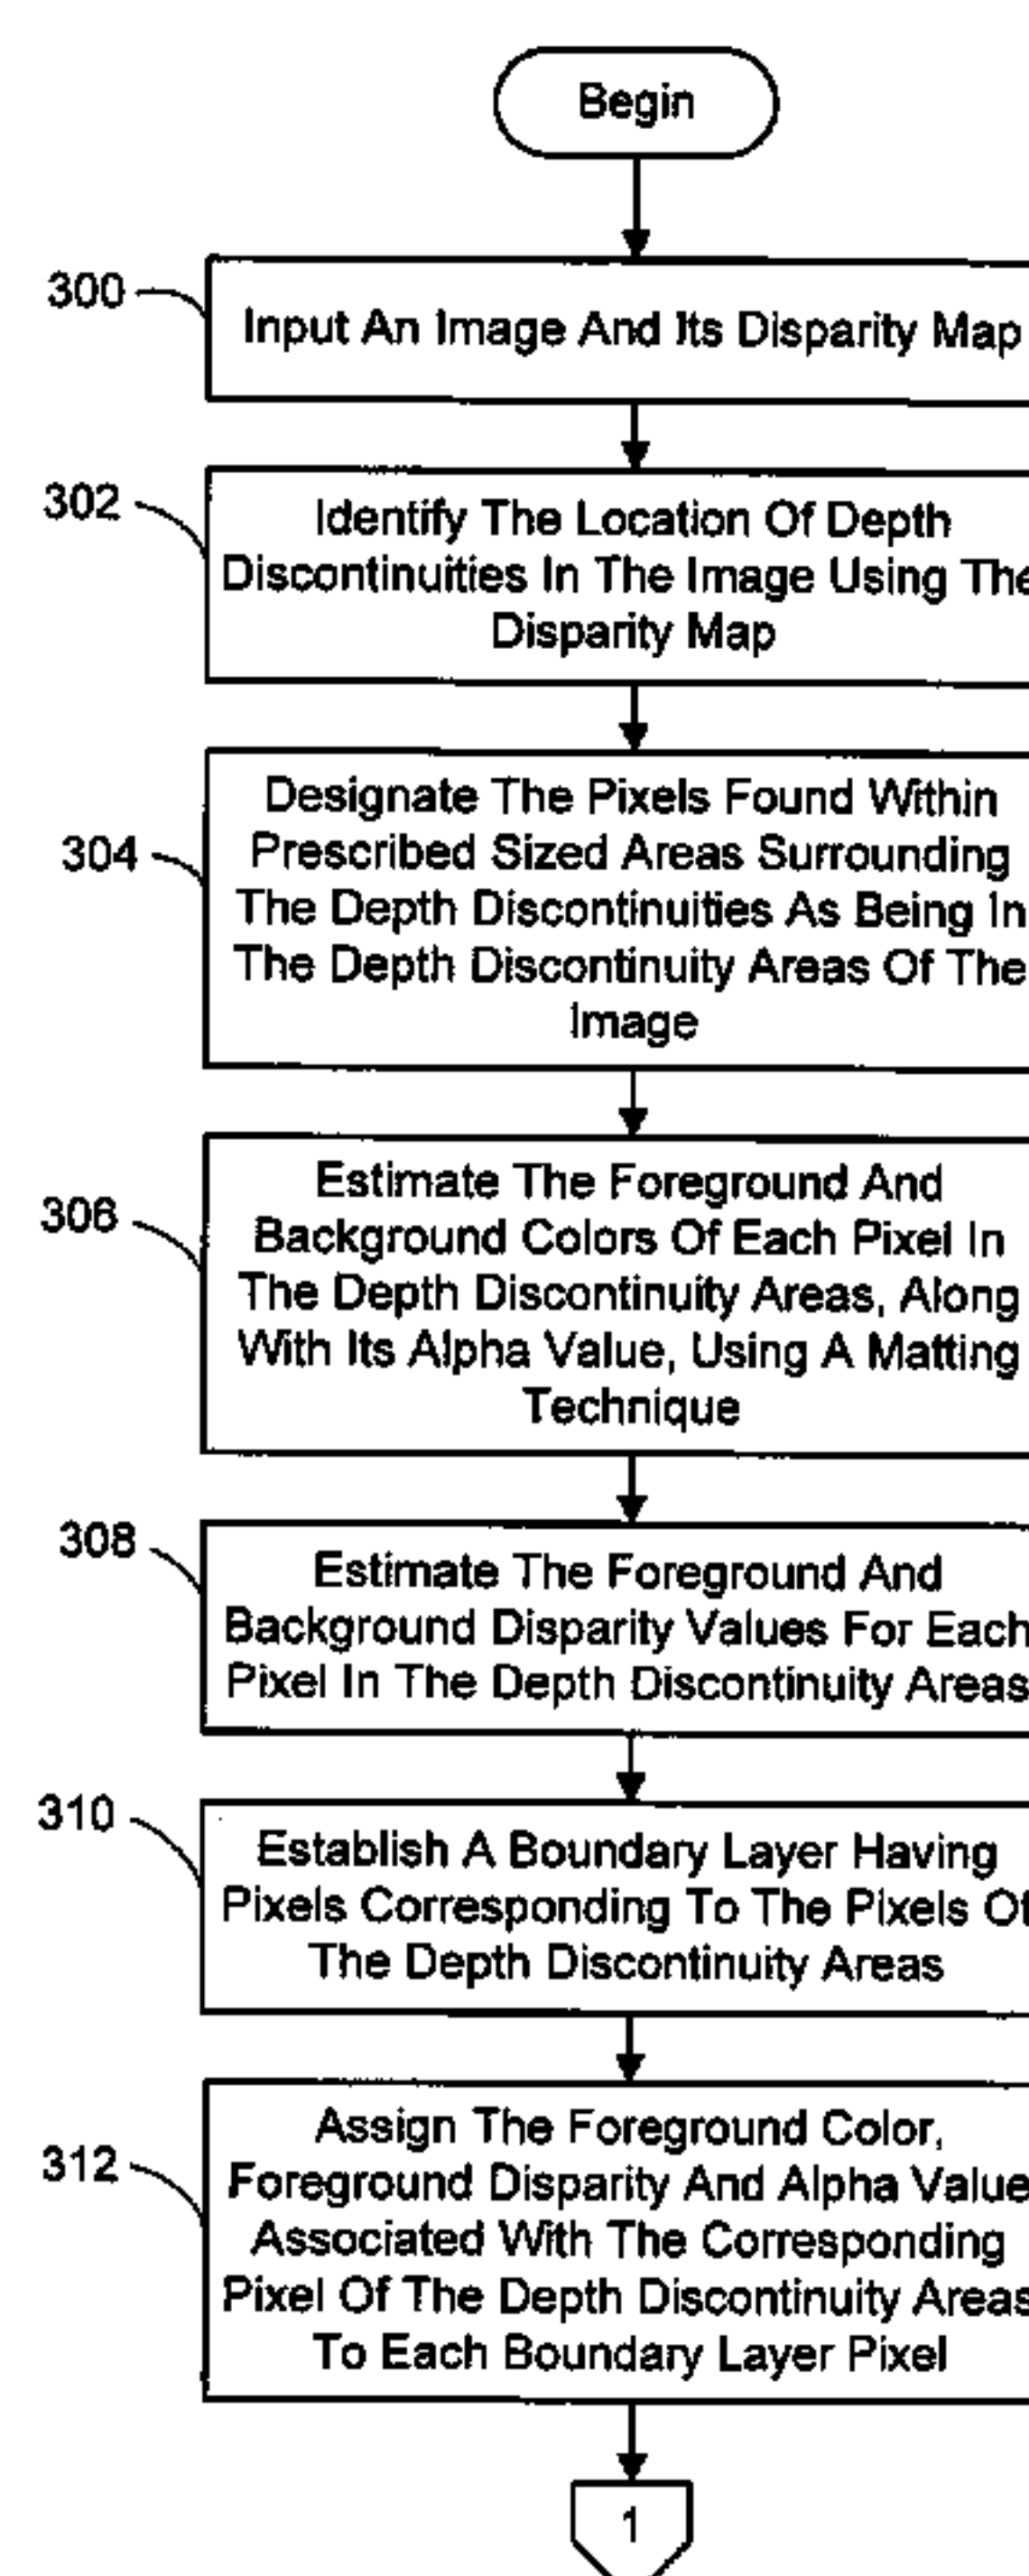 Begin
300
Input An Image And Its Disparity Map
302
Identify The Location Of Depth
Discontinuities In The Image Using The
Disparity Map
304
Designate The Pixels Found Within
Prescribed Sized Areas Surrounding
The Depth Discontinuities As Being In
The Depth Discontinuity Areas Of The
Image
306
Estimate The Foreground And
Background Colors Of Each Pixel In
The Depth Discontinuity Areas, Along
With Its Alpha Value, Using A Matting
Technique
308
Estimate The Foreground And
Background Disparity Values For Each
Pixel In The Depth Discontinuity Areas
310
Establish A Boundary Layer Having
Pixels Corresponding To The Pixels Of
The Depth Discontinuity Areas
312
Assign The Foreground Color,
Foreground Disparity And Alpha Value
Associated With The Corresponding
Pixel Of The Depth Discontinuity Areas
To Each Boundary Layer Pixel
1